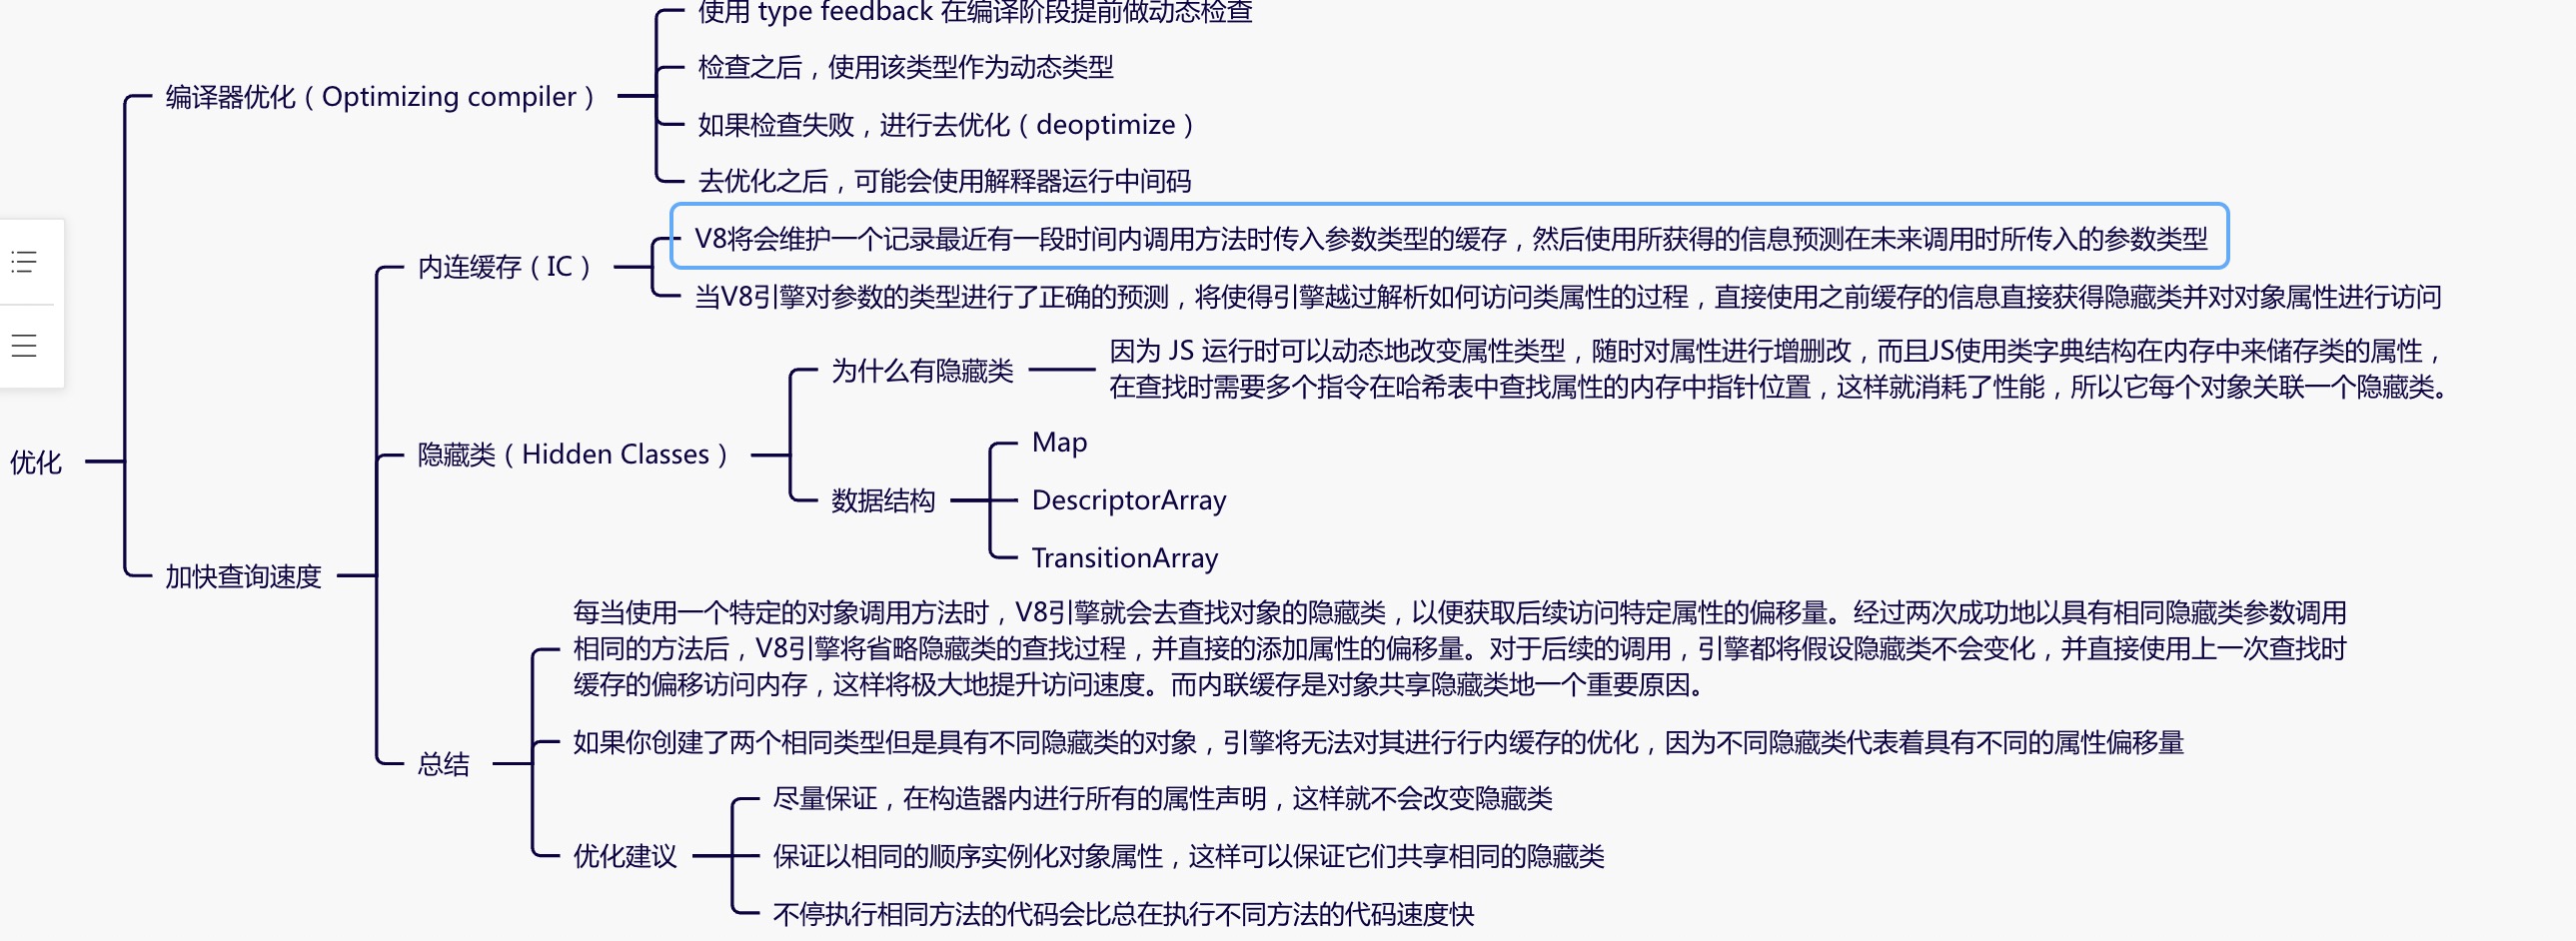 使用 type feedback 在编译阶段提前做动态检查
检查之后，使用该类型作为动态类型
编译器优化（Optimizing compiler）
如果检查失败，进行去优化（deoptimize）
去优化之后，可能会使用解释器运行中间码
V8将会维护一个记录最近有一段时间内调用方法时传入参数类型的缓存，然后使用所获得的信息预测在未来调用时所传入的参数类型
内连缓存（IC）
当V8引擎对参数的类型进行了正确的预测，将使得引擎越过解析如何访问类属性的过程，直接使用之前缓存的信息直接获得隐藏类并对对象属性进行访问
为什么有隐藏类
因为 JS 运行时可以动态地改变属性类型，随时对属性进行增删改，而且JS使用类字典结构在内存中来储存类的属性，
在查找时需要多个指令在哈希表中查找属性的内存中指针位置，这样就消耗了性能，所以它每个对象关联一个隐藏类。
隐藏类（Hidden Classes）
Map
数据结构
DescriptorArray
TransitionArray
优化
加快查询速度
每当使用一个特定的对象调用方法时，V8引擎就会去查找对象的隐藏类，以便获取后续访问特定属性的偏移量。经过两次成功地以具有相同隐藏类参数调用
相同的方法后，V8引擎将省略隐藏类的查找过程，并直接的添加属性的偏移量。对于后续的调用，引擎都将假设隐藏类不会变化，并直接使用上一次查找时
缓存的偏移访问内存，这样将极大地提升访问速度。而内联缓存是对象共享隐藏类地一个重要原因。
总结
如果你创建了两个相同类型但是具有不同隐藏类的对象，引擎将无法对其进行行内缓存的优化，因为不同隐藏类代表着具有不同的属性偏移量
优化建议
尽量保证，在构造器内进行所有的属性声明，这样就不会改变隐藏类
保证以相同的顺序实例化对象属性，这样可以保证它们共享相同的隐藏类
不停执行相同方法的代码会比总在执行不同方法的代码速度快